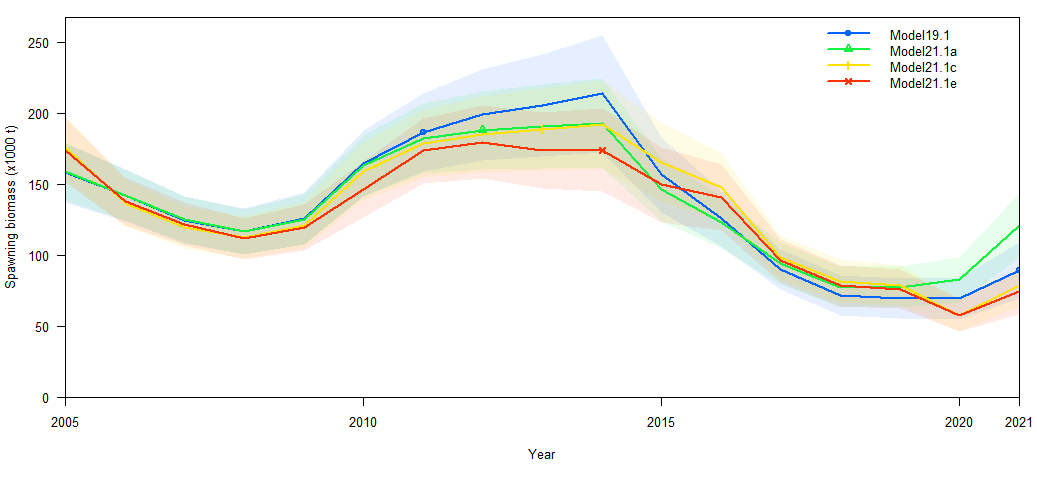 Spawning biomass (x1000 t)
250
200
150
100
50
0
Model19.1
Model21.1a
Model21.1c
Model21.1e
2005 2010 2015 2020 2021
Year